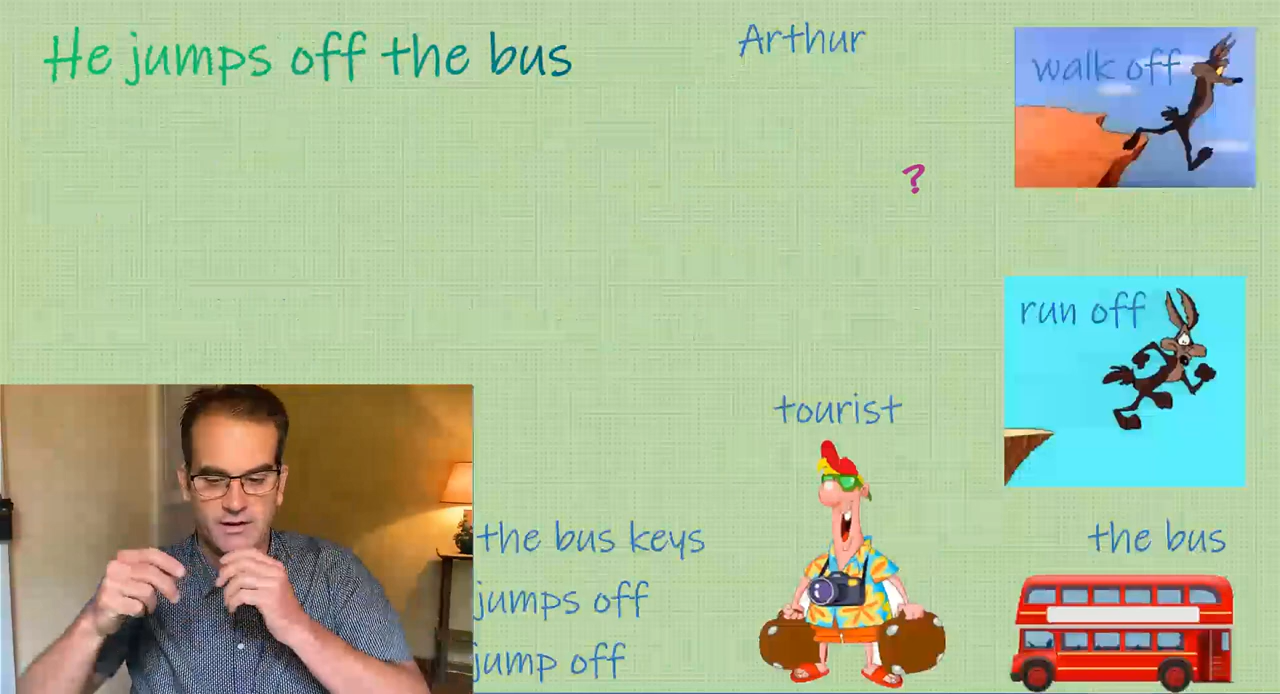 He jumps off the bus
Arthur
walk off
?
run off
tourist
the bus keys
the bus
jumps off
jump off